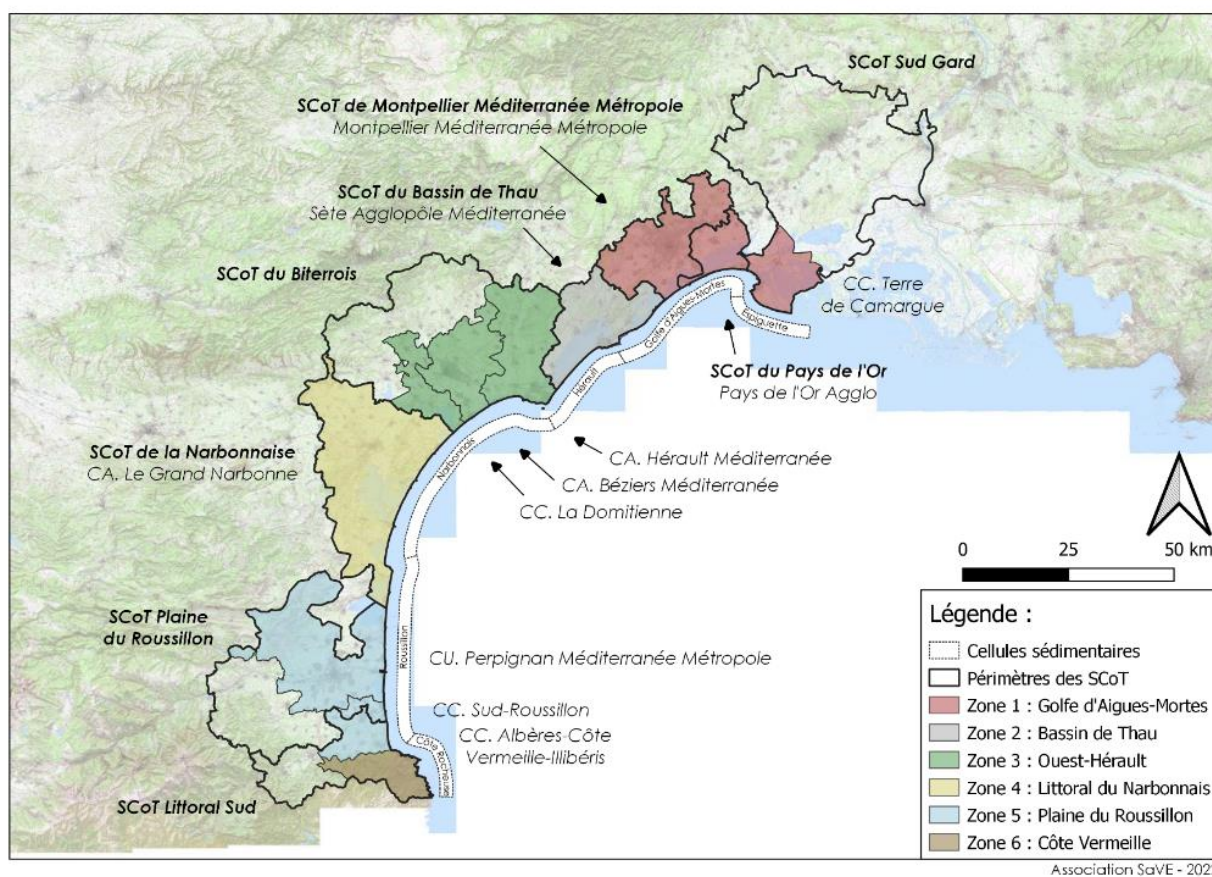 SCoT Sud Gard
SCoT de Montpellier Méditerranée Métropole
Montpellier Méditerranée Métropole
SCoT du Bassin de Thau
Sète Agglopôle Méditerranée
SCoT du Biterrois
CC. Terre
de Camargue
Golfe d'Aigues-Mortes
Espiguette
SCoT du Pays de l'Or
Pays de l'Or Agglo
Hérault
SCoT de la Narbonnaise
CA. Le Grand Narbonne
Narbonnais
CA. Hérault Méditerranée
CA. Béziers Méditerranée
CC. La Domitienne
0 25 50 km
SCoT Plaine
du Roussillon
Roussillon
CU. Perpignan Méditerranée Métropole
CC. Sud-Roussillon
CC. Albères-Côte
Vermeille-Illibéris
Côte Rocheuse
SCoT Littoral Sud
Légende :
Cellules sédimentaires
Périmètres des SCoT
Zone 1 : Golfe d'Aigues-Mortes
Zone 2 : Bassin de Thau
Zone 3 : Ouest-Hérault
Zone 4 : Littoral du Narbonnais
Zone 5 : Plaine du Roussillon
Zone 6 : Côte Vermeille
Association SaVE - 202